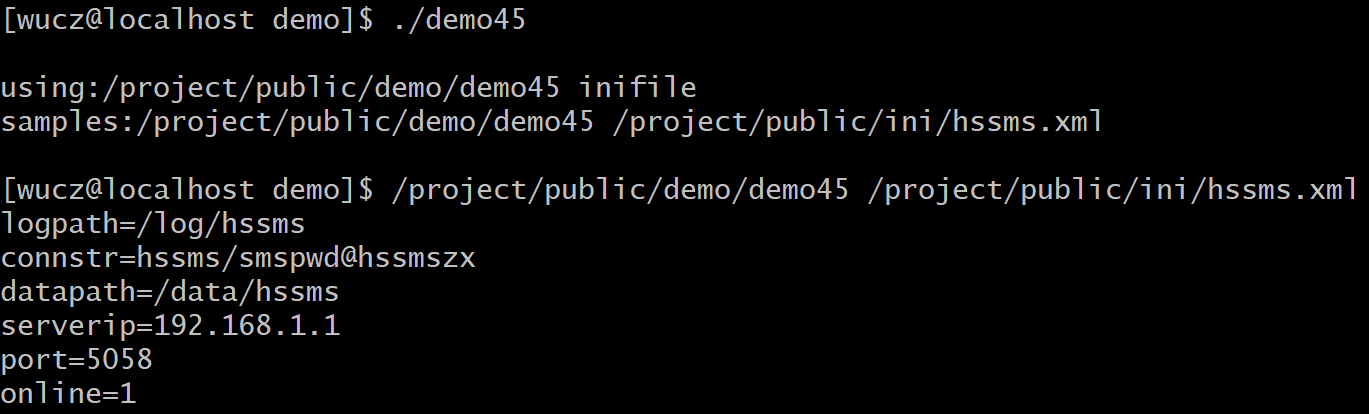 [wucz@localhost demo]$ ./demo45
using:/project/public/demo/demo45 inifile
samples:/project/public/demo/demo45 /project/public/ini/hssms.xml
[wucz@localhost demo]$ /project/public/demo/demo45 /project/public/ini/hssms.xml
logpath=/log/hssms
connstr=hssms/smspwd@hssmszx
datapath=/data/hssms
serverip=192.168.1.1
port=5058
online=1